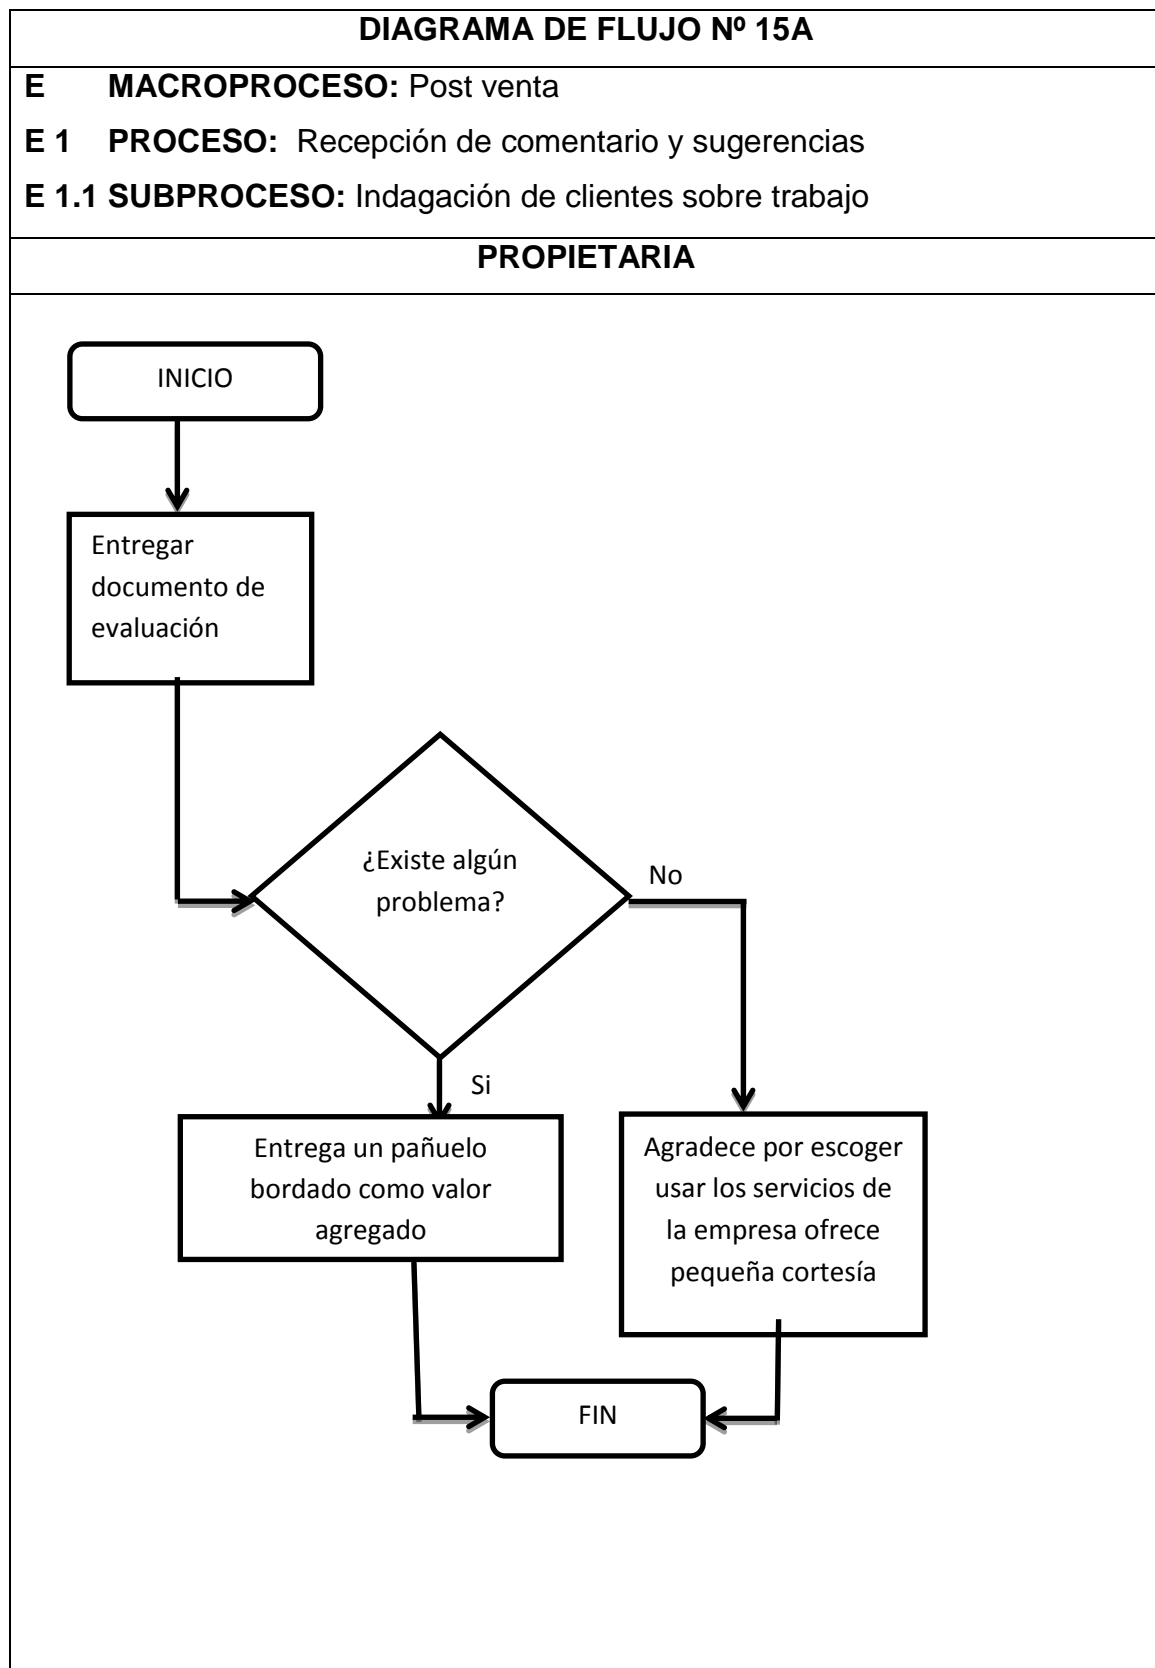 DIAGRAMA DE FLUJO Nº 15A
E MACROPROCESO: Post venta
E 1 PROCESO: Recepción de comentario y sugerencias
E 1.1 SUBPROCESO: Indagación de clientes sobre trabajo
PROPIETARIA
INICIO
Entregar
documento de
evaluación
¿Existe algún
problema?
No
Si
Entrega un pañuelo
bordado como valor
agregado
Agradece por escoger
usar los servicios de
la empresa ofrece
pequeña cortesía
FIN